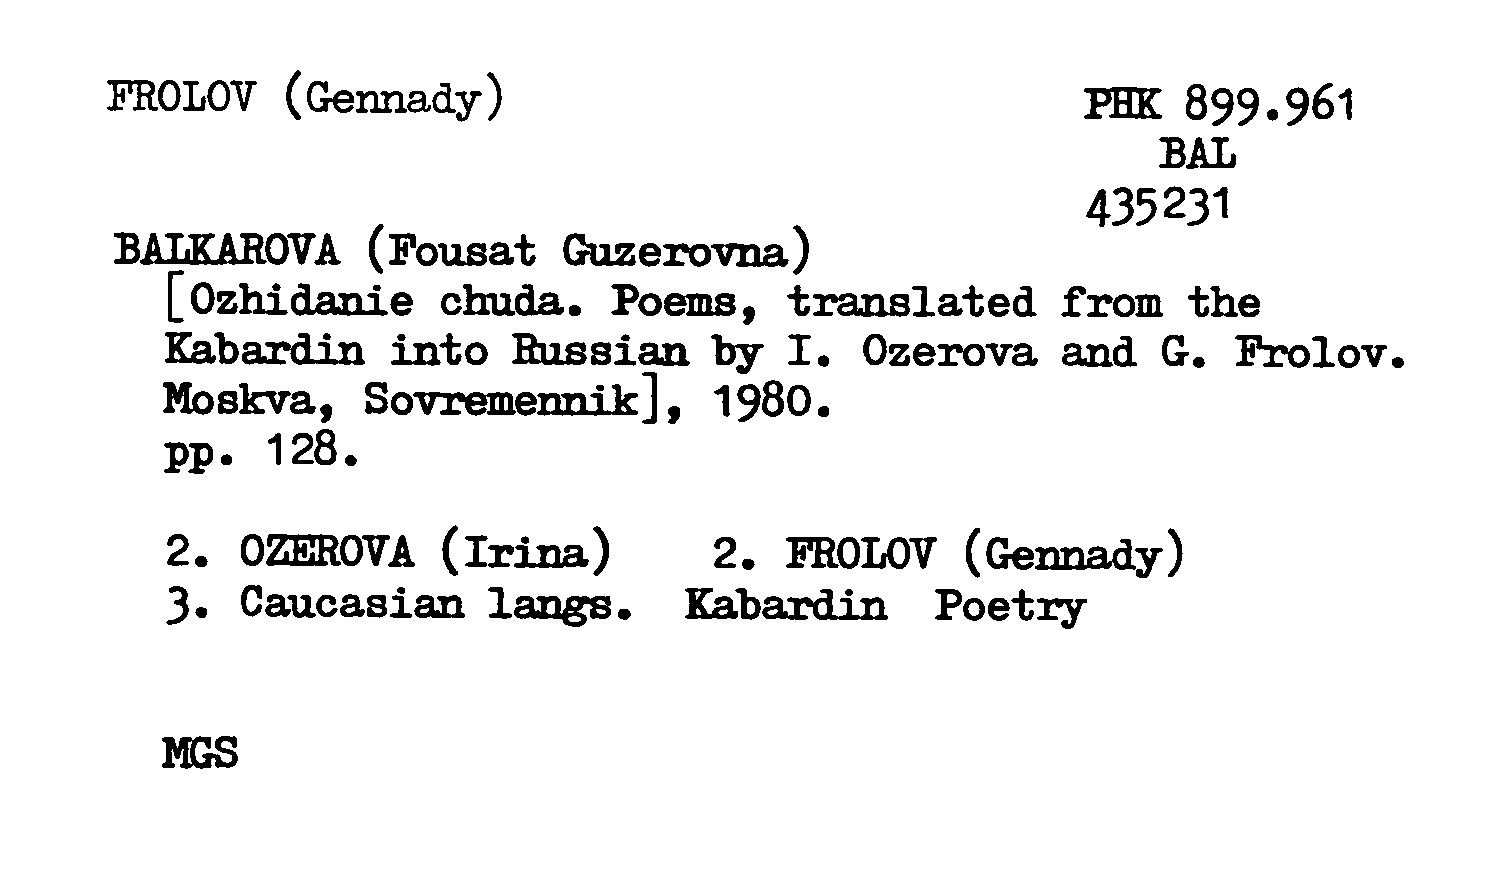 FROLOV (Gennady)
PHK 899.961
BAL
435231
BALKAROVA (Fousat Guzerovna)
[Ozhidanie chuda. Poems, translated from the
Kabardin into Russian by I. Ozerova and G. Frolov.
Moskva, Sovremennik], 1980.
pp. 128.
2. OZEROVA (Irina) 2. FROLOV (Gennady)
3. Caucasian langs. Kabardin Poetry
MGS